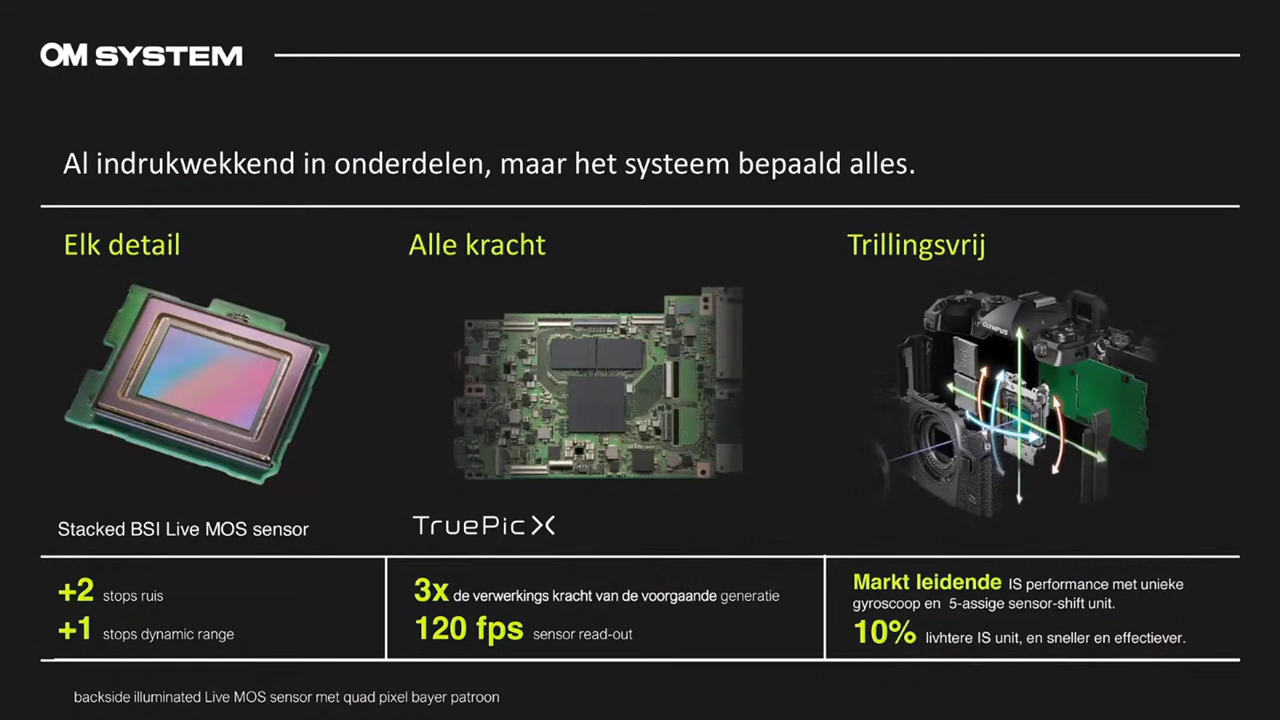 OM SYSTEM
Al indrukwekkend in onderdelen, maar het systeem bepaald alles.
Elk detail
Alle kracht
Trillingsvrij
OLYMPUS
Stacked BSI Live MOS sensor
TruePic X
+2 stops ruis
+1 stops dynamic range
3x de verwerkings kracht van de voorgaande generatie
120 fps sensor read-out
Markt leidende IS performance met unieke
gyroscoop en 5-assige sensor-shift unit.
10% livhtere IS unit, en sneller en effectiever.
backside illuminated Live MOS sensor met quad pixel bayer patroon